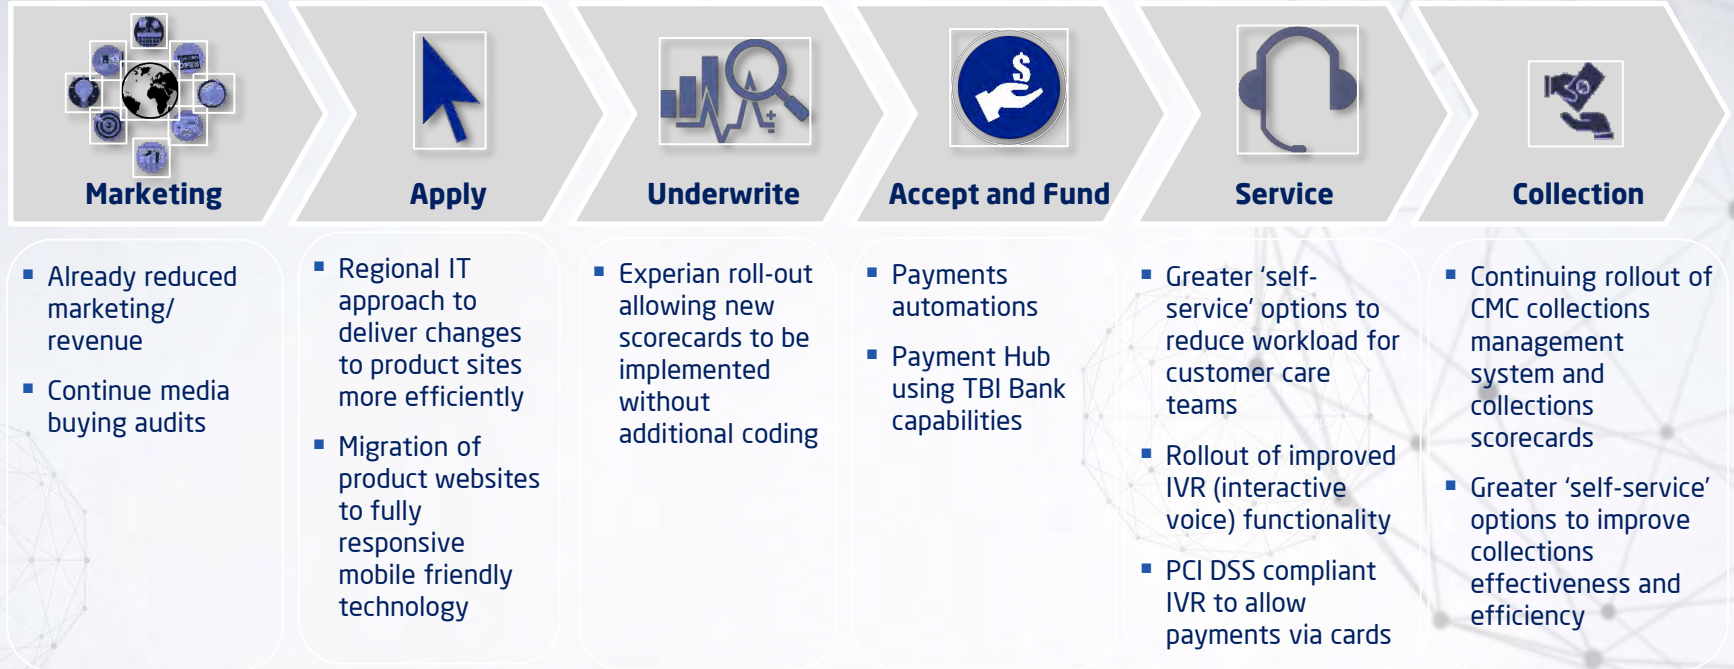 Marketing
Apply
Underwrite
Accept and Fund
Service
Collection
▪ Already reduced
marketing/
revenue
▪ Continue media
buying audits
▪ Regional IT
approach to
deliver changes
to product sites
more efficiently
▪ Migration of
product websites
to fully
responsive
mobile friendly
technology
▪ Experian roll-out
allowing new
scorecards to be
implemented
without
additional coding
▪ Payments
automations
▪ Payment Hub
using TBI Bank
capabilities
▪ Greater ‘self-
service’ options to
reduce workload for
customer care
teams
▪ Rollout of improved
IVR (interactive
voice) functionality
▪ PCI DSS compliant
IVR to allow
payments via cards
▪ Continuing rollout of
CMC collections
management
system and
collections
scorecards
▪ Greater ‘self-service’
options to improve
collections
effectiveness and
efficiency